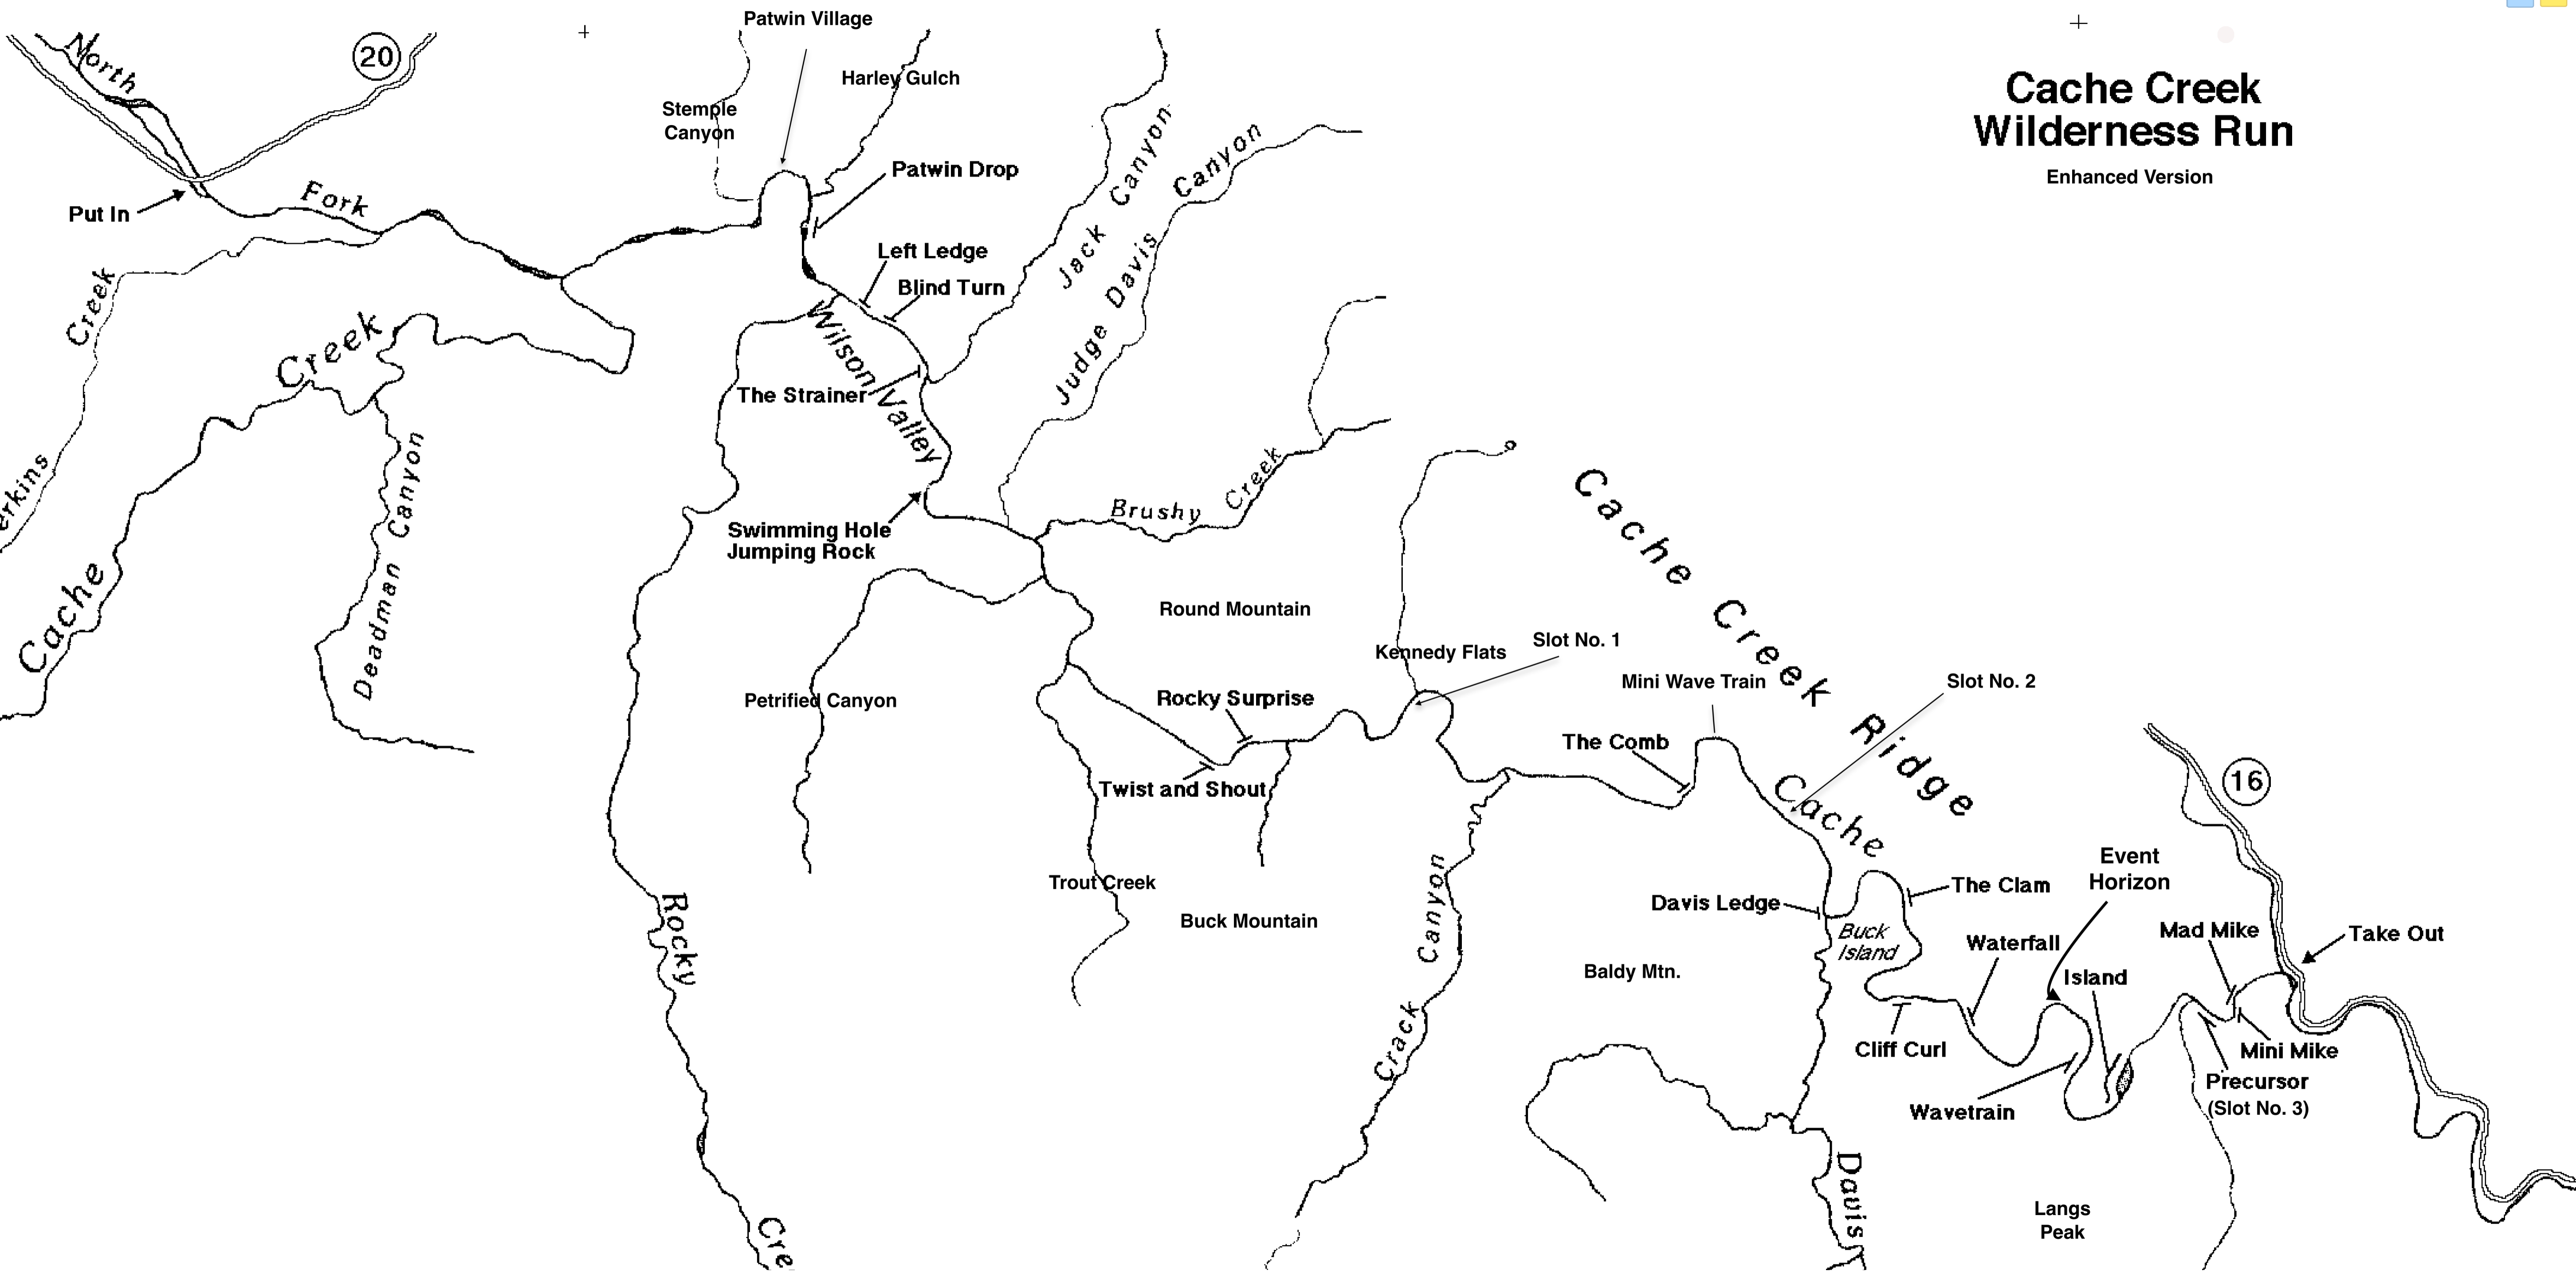 Cache Creek
Wilderness Run
Enhanced Version
Patwin Village
North
20
Harley Gulch
Stemple
Canyon
Patwin Drop
Put In
Fork
Left Ledge
Blind Turn
Jack Canyon
Judge Davis Canyon
Creek
erkins
Cache Creek
Wilson Valley
The Strainer
Deadman Canyon
Swimming Hole
Jumping Rock
Brushy Creek
Round Mountain
Petrified Canyon
Kennedy Flats
Slot No. 1
Cache Creek Ridge
Mini Wave Train
Slot No. 2
Rocky Surprise
The Comb
Twist and Shout
Cache
16
Trout Creek
Buck Mountain
Crack Canyon
Davis Ledge
The Clam
Event
Horizon
Buck
Island
Baldy Mtn.
Waterfall
Mad Mike
Take Out
Island
Cliff Curl
Mini Mike
Wavetrain
Precursor
(Slot No. 3)
Rocky Cre
Davis
Langs
Peak